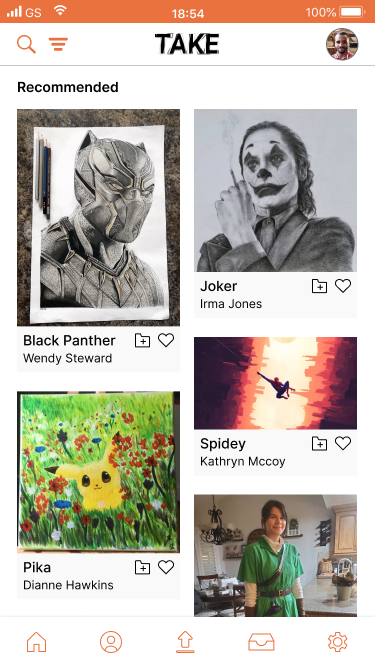 GS
18:54
100%
TAKE
Recommended
Black Panther
Wendy Steward
Joker
Irma Jones
Spidey
Kathryn Mccoy
Pika
Dianne Hawkins